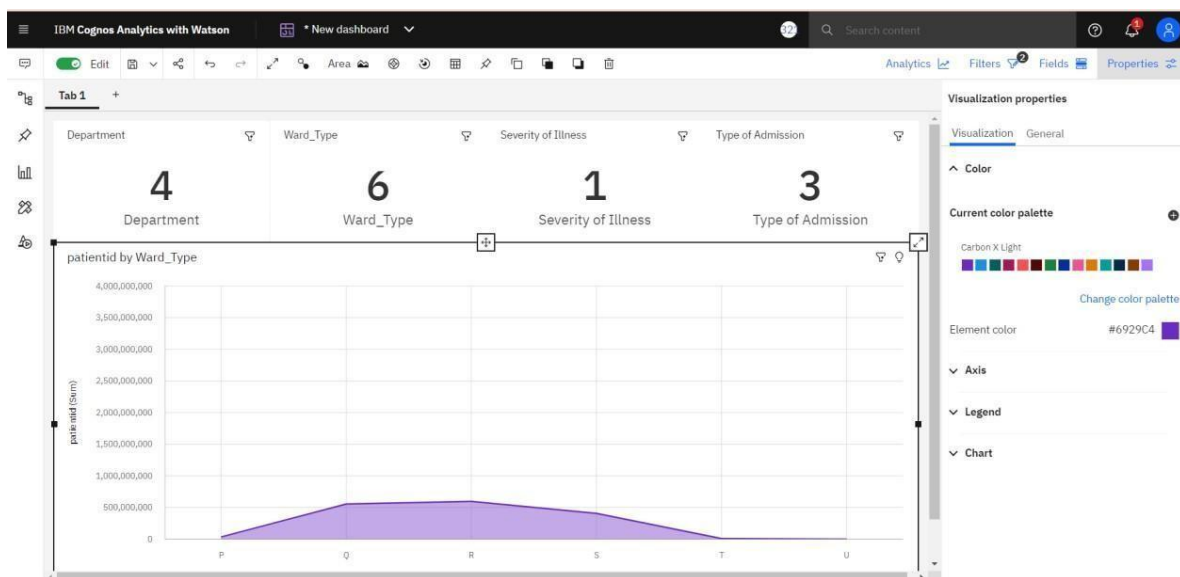 IBM Cognos Analytics with Watson
* New dashboard
Search content
1
Edit
Area
Analytics
Filters
2
Fields
Properties
Tab 1
+
Visualization properties
Department
Ward_Type
Severity of Illness
Type of Admission
Visualization
General
4
6
1
3
Department
Ward_Type
Severity of Illness
Type of Admission
Color
Current color palette
Carbon X Light
Change color palette
Element color
#6929C4
Axis
Legend
Chart
patientid by Ward_Type
patientid (Sum)
4,000,000,000
3,500,000,000
3,000,000,000
2,500,000,000
2,000,000,000
1,500,000,000
1,000,000,000
500,000,000
0
P
Q
R
S
T
U